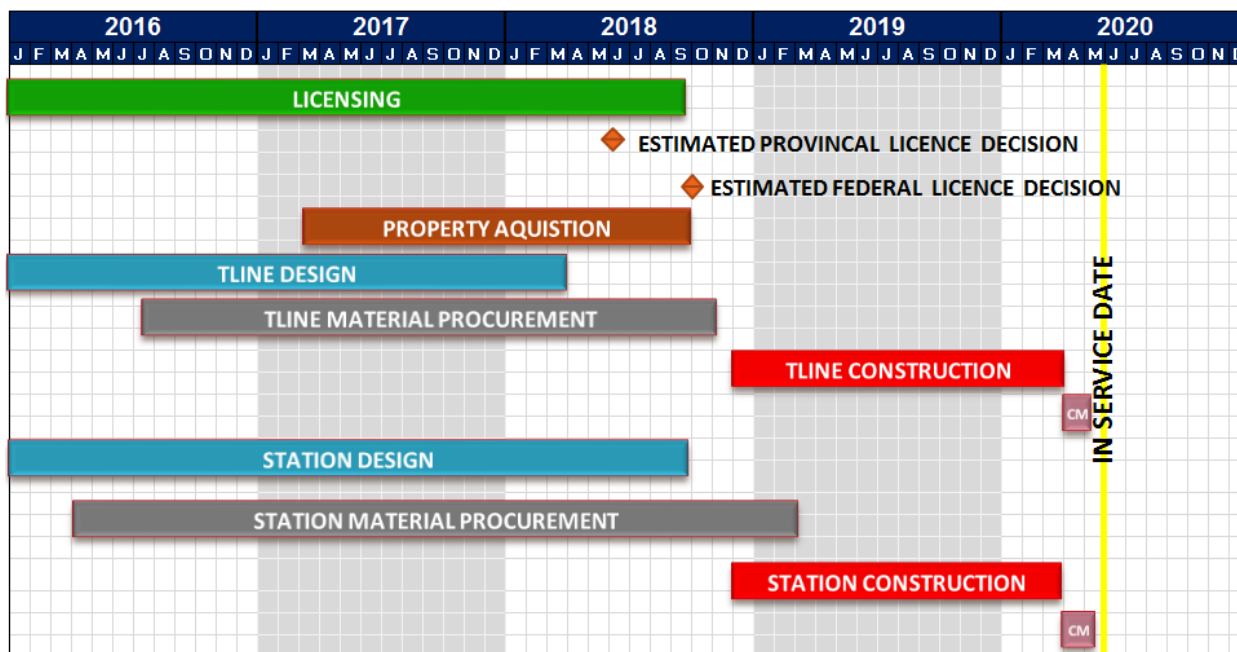 2016 2017 2018 2019 2020
J F M A M J J A S O N D J F M A M J J A S O N D J F M A M J J A S O N D J F M A M J J A S O N D J F M A M J J A S O N D
LICENSING
ESTIMATED PROVINCAL LICENCE DECISION
ESTIMATED FEDERAL LICENCE DECISION
PROPERTY AQUISTION
TLINE DESIGN
TLINE MATERIAL PROCUREMENT
TLINE CONSTRUCTION
CM
IN SERVICE DATE
STATION DESIGN
STATION MATERIAL PROCUREMENT
STATION CONSTRUCTION
CM